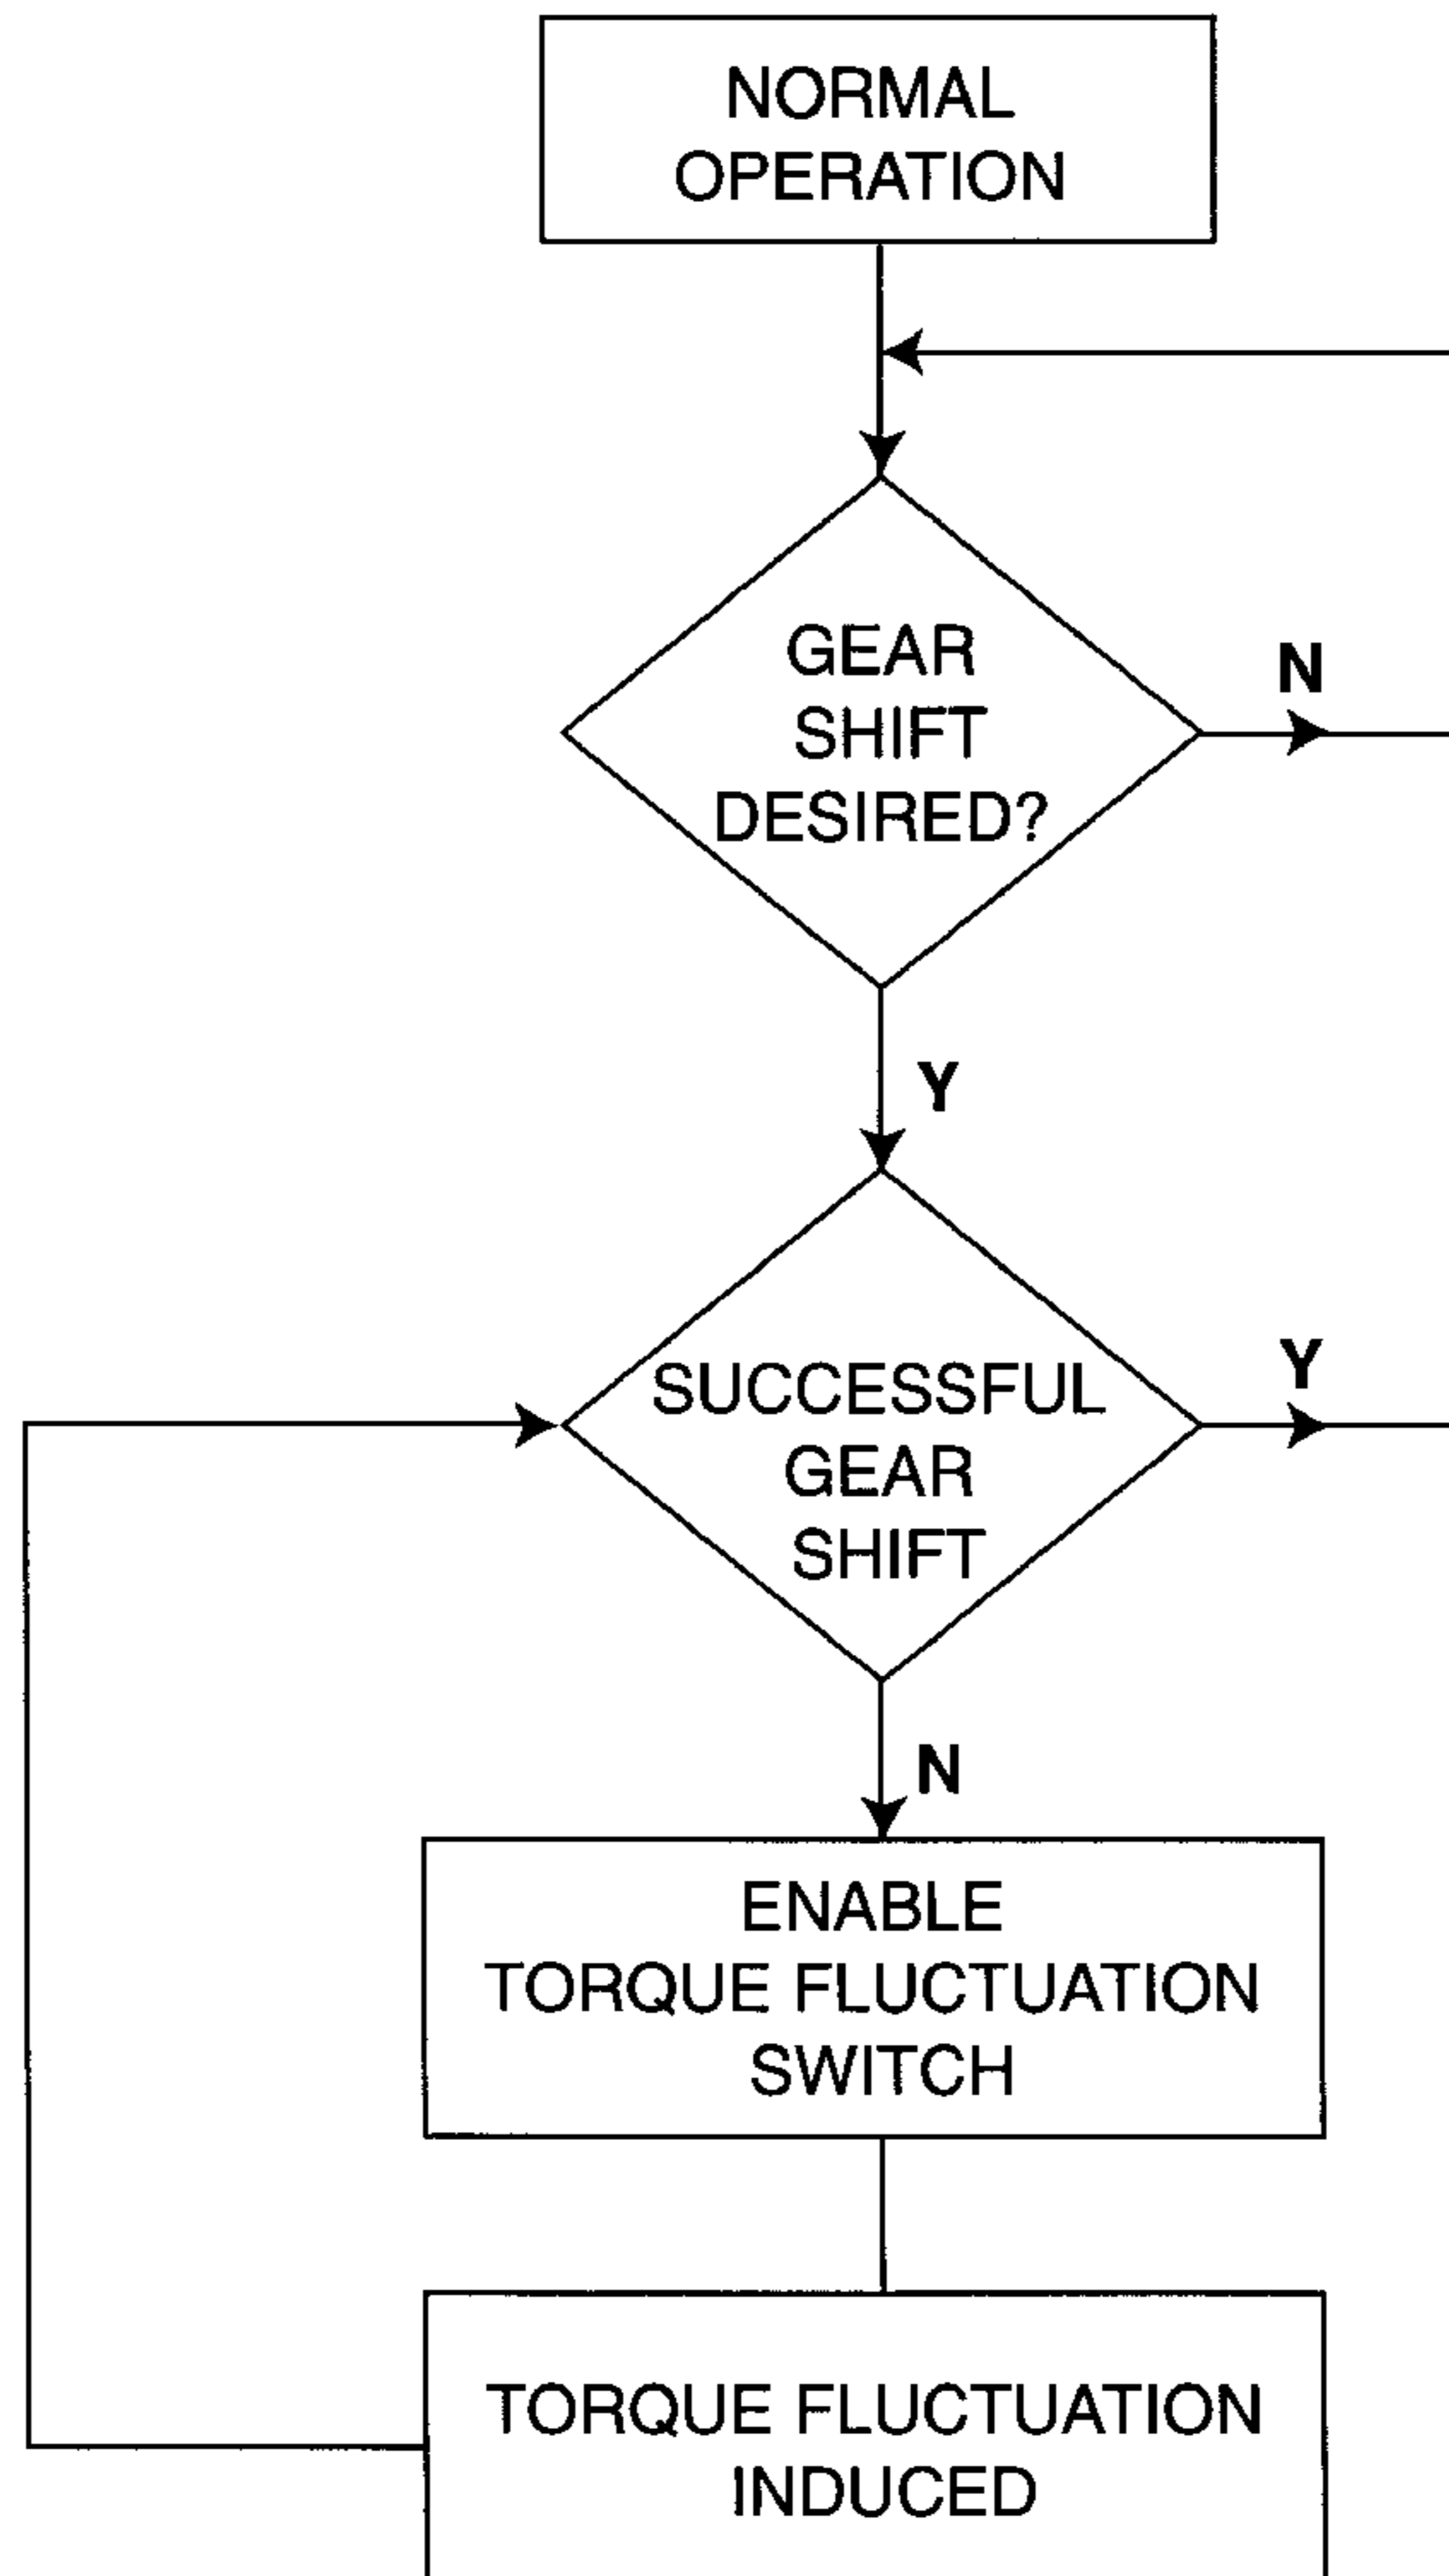 NORMAL
OPERATION
GEAR
SHIFT
DESIRED?
N
Y
SUCCESSFUL
GEAR
SHIFT
Y
N
ENABLE
TORQUE FLUCTUATION
SWITCH
TORQUE FLUCTUATION
INDUCED